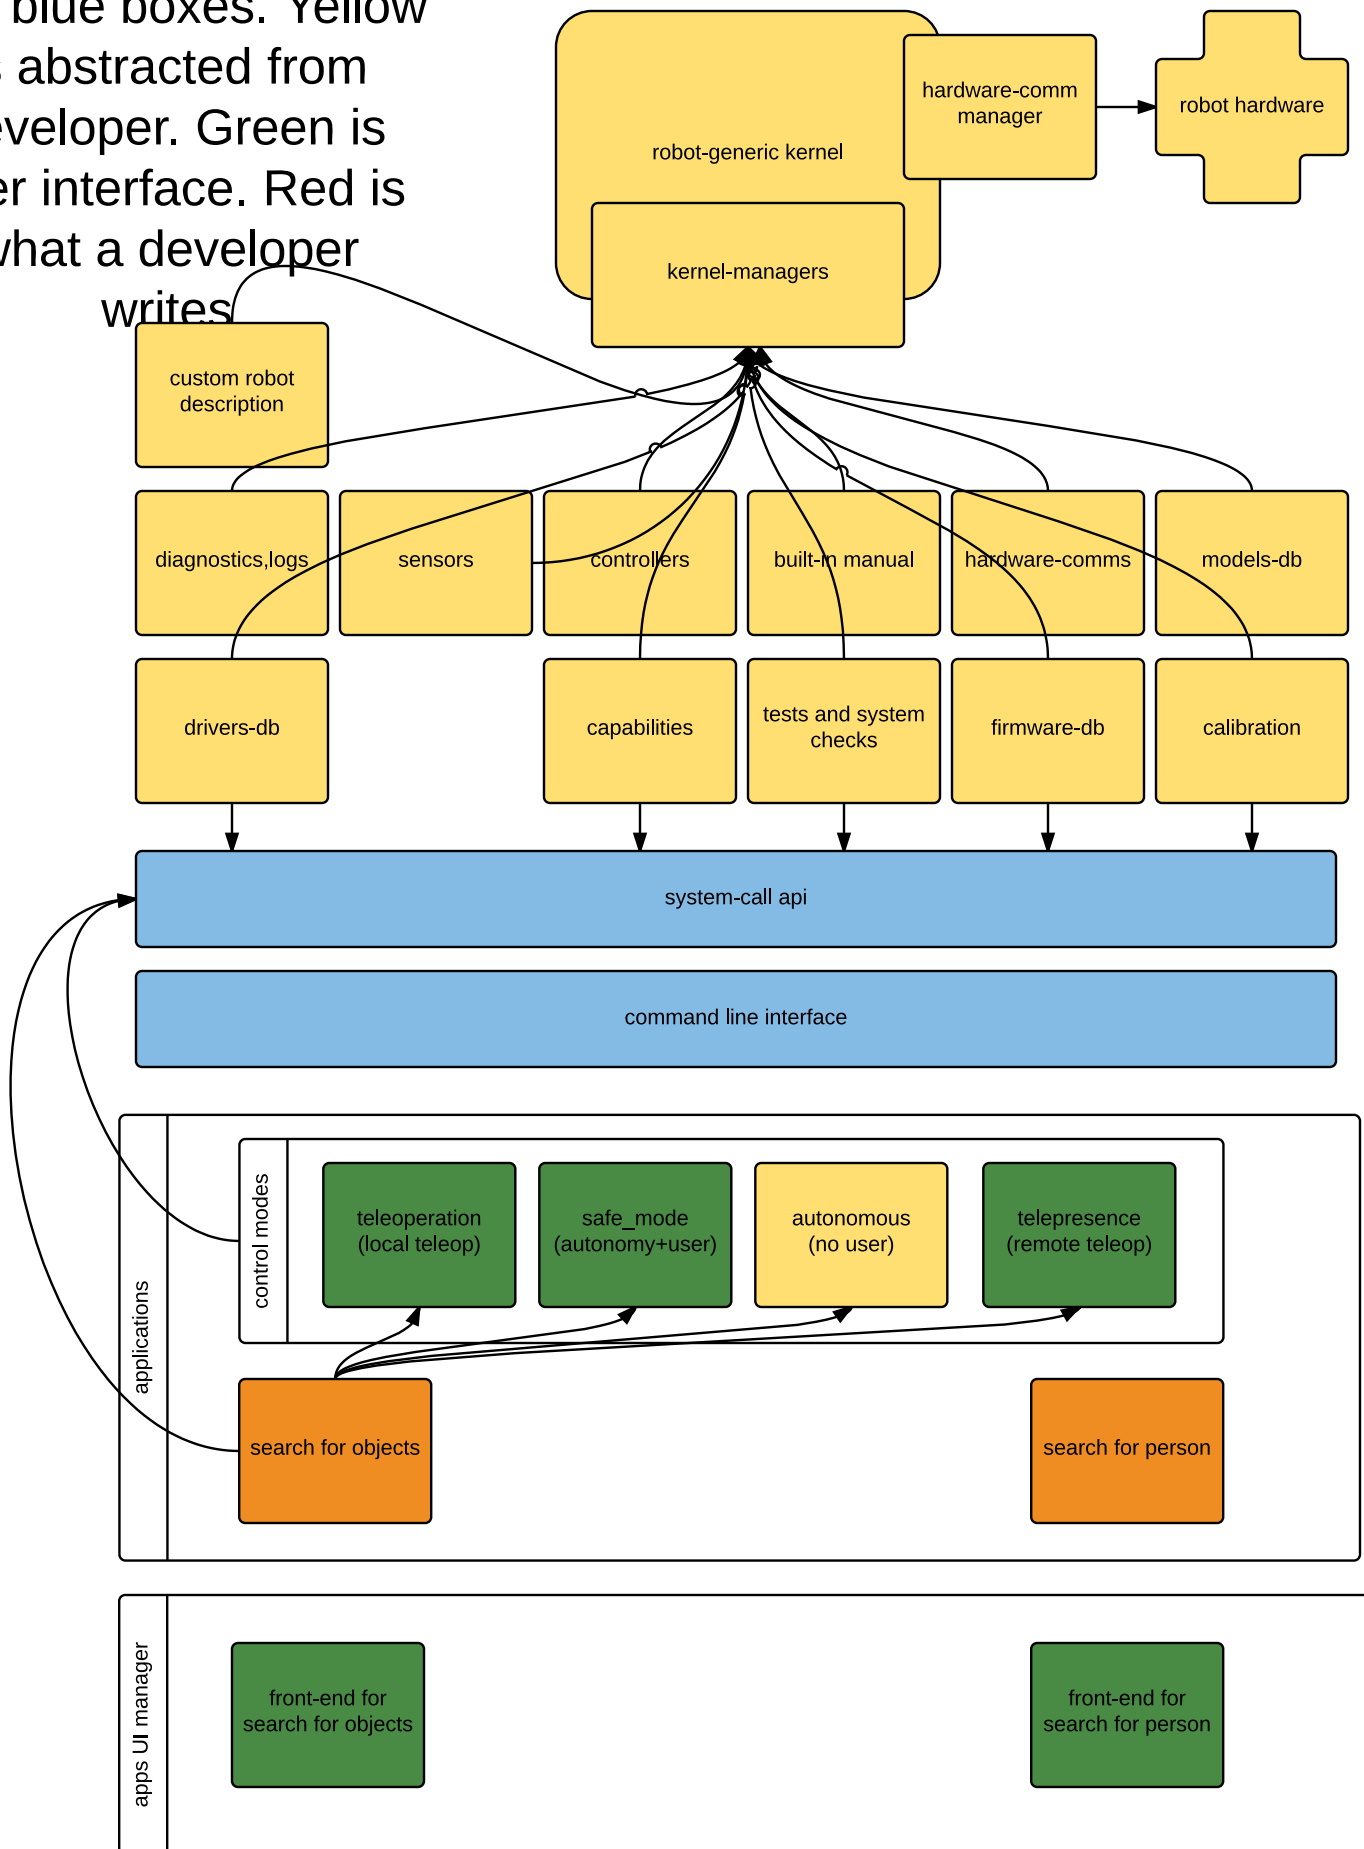 blue boxes. Yellow
abstracted from
Green is
interface. Red is
what a developer
writes
hardware-comm
manager
robot hardware
robot-generic kernel
kernel-managers
custom robot
description
diagnostics,logs
sensors
controllers
built-in manual
hardware-comms
models-db
drivers-db
capabilities
tests and system
checks
firmware-db
calibration
system-call api
command line interface
applications
control modes
teleoperation
(local teleop)
safe_mode
(autonomy+user)
autonomous
(no user)
telepresence
(remote teleop)
search for objects
search for person
apps UI manager
front-end for
search for objects
front-end for
search for person